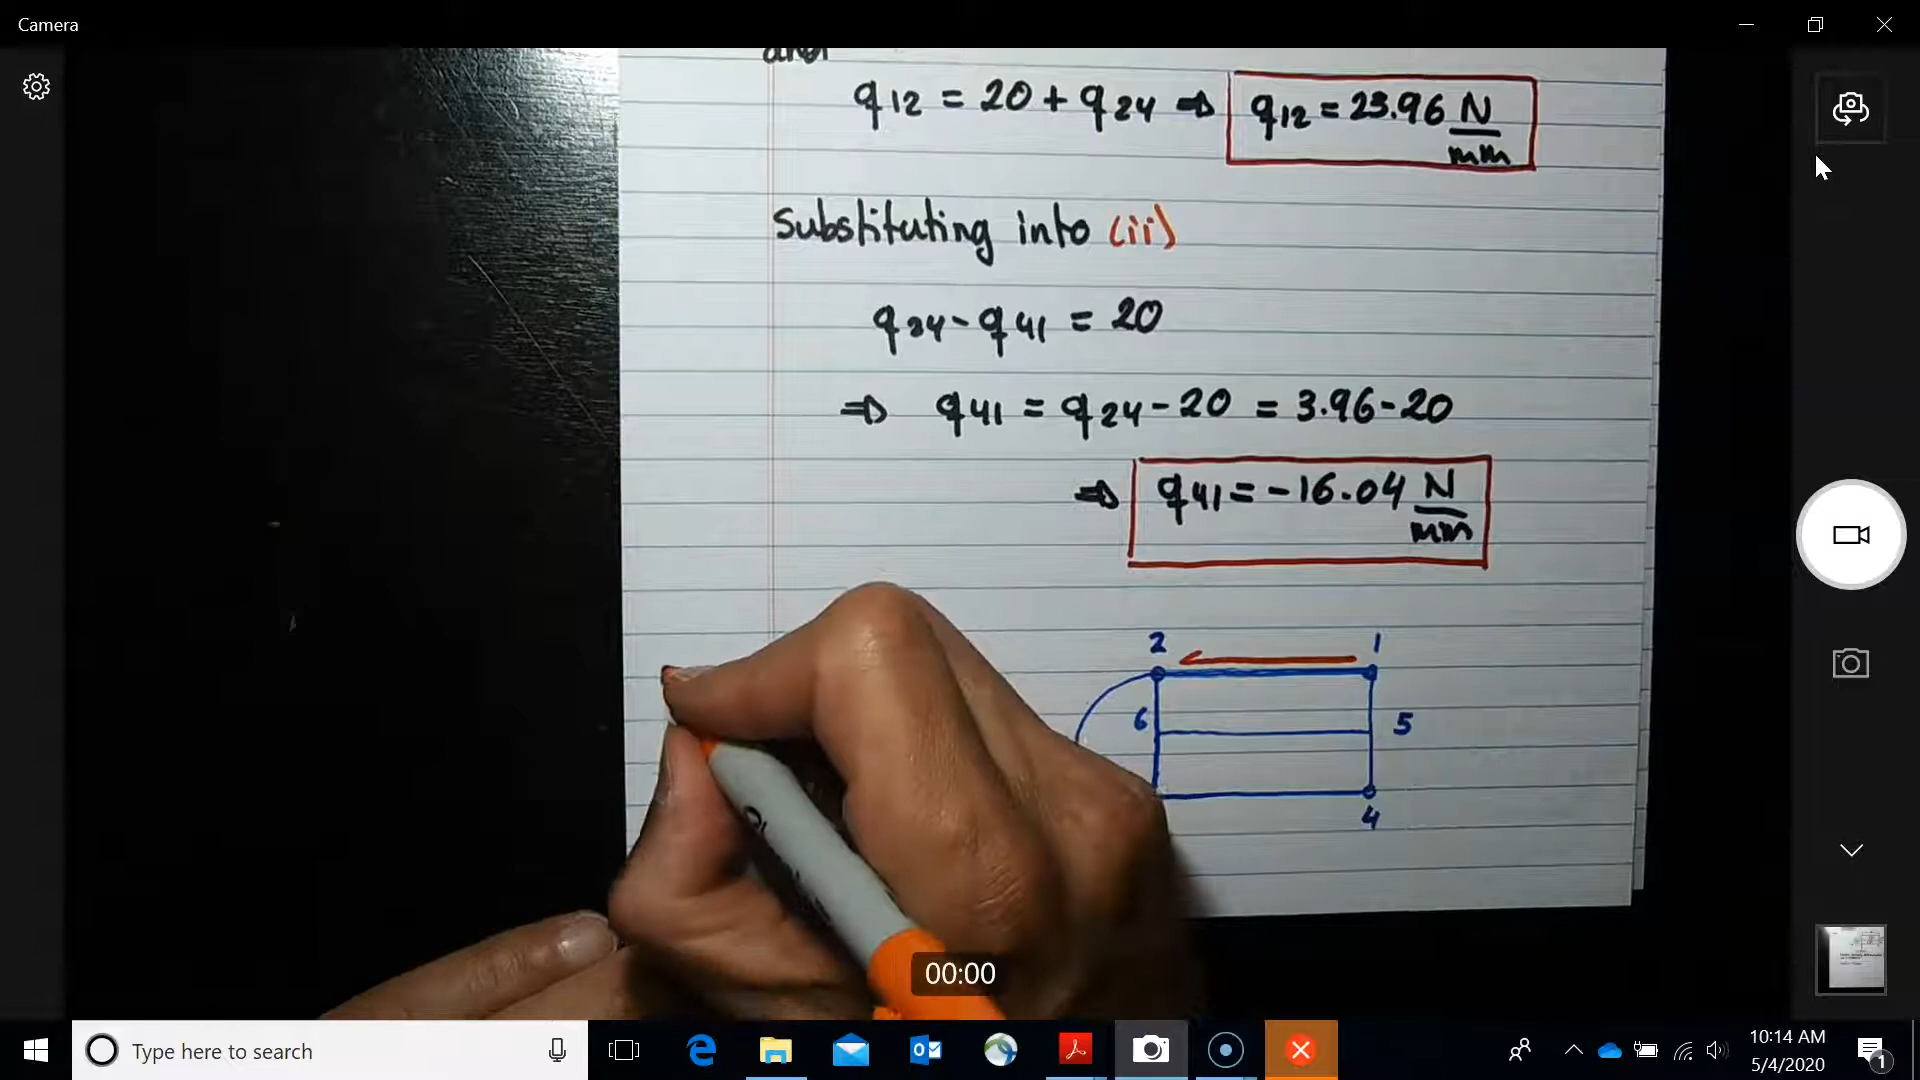 Camera
and
q12 = 20 + q24 ⇒ q12 = 23.96 N/mm
Substituting into (ii)
q24 - q41 = 20
⇒ q41 = q24 - 20 = 3.96 - 20
⇒ q41 = -16.04 N/mm
2 1
6 5
4
00:00
Type here to search
10:14 AM
5/4/2020
1